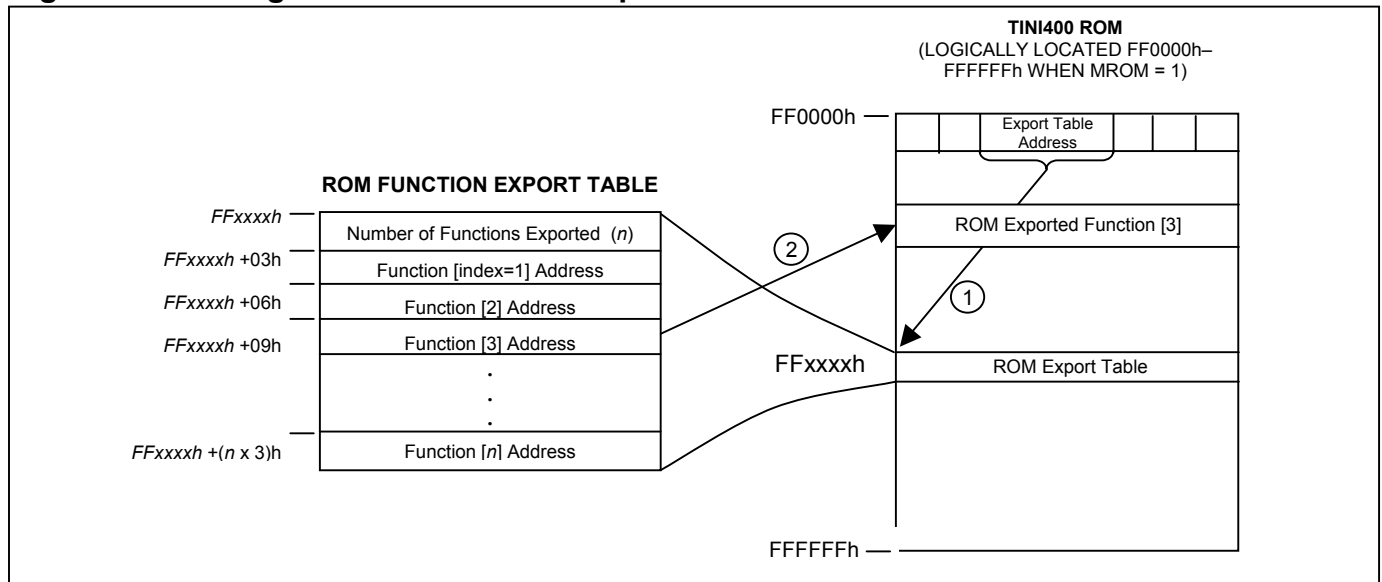 TINI400 ROM
(LOGICALLY LOCATED FF0000h–
FFFFFFh WHEN MROM = 1)
FF0000h
Export Table
Address
ROM FUNCTION EXPORT TABLE
FFxxxxh
Number of Functions Exported (n)
ROM Exported Function [3]
2
FFxxxxh +03h
Function [index=1] Address
1
FFxxxxh +06h
Function [2] Address
FFxxxxh +09h
Function [3] Address
FFxxxxh
ROM Export Table
.
.
.
FFxxxxh +(n x 3)h
Function [n] Address
FFFFFFh